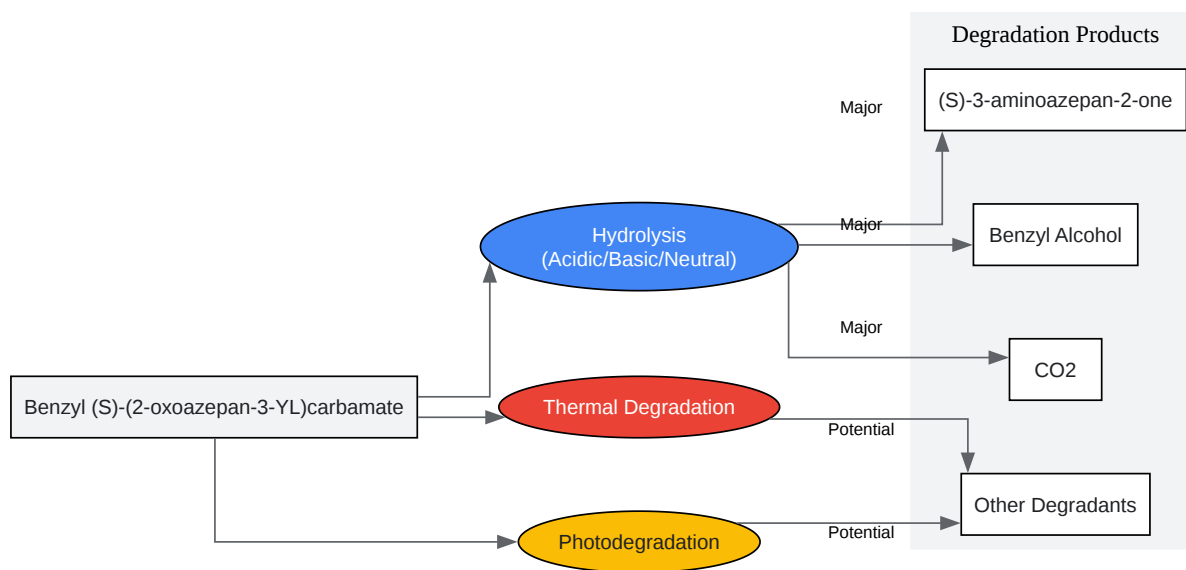 Degradation Products
Major
(S)-3-aminoazepan-2-one
Hydrolysis
(Acidic/Basic/Neutral)
Major
Benzyl Alcohol
Major
CO2
Benzyl (S)-(2-oxoazepan-3-YL)carbamate
Thermal Degradation
Potential
Other Degradants
Photodegradation
Potential